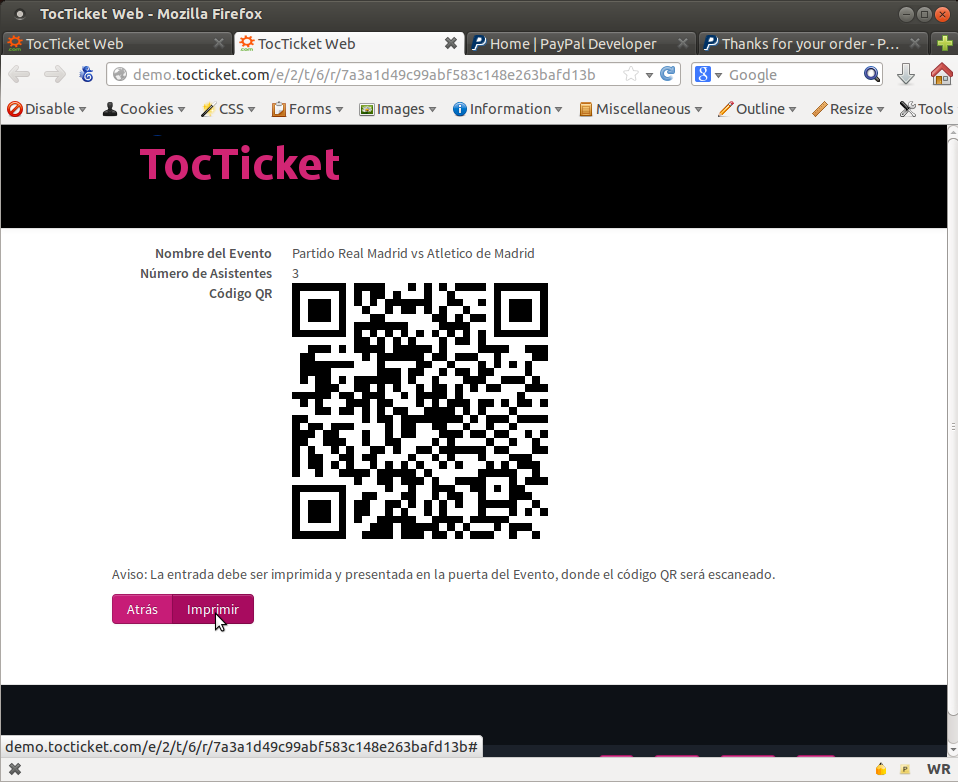 TocTicket Web - Mozilla Firefox
TocTicket Web TocTicket Web Home | PayPal Developer Thanks for your order - P...
demo.tocticket.com/e/2/t/6/r/7a3a1d49c99abf583c148e263bafd13b Google
Disable Cookies CSS Forms Images Information Miscellaneous Outline Resize Tools
TocTicket
Nombre del Evento Partido Real Madrid vs Atletico de Madrid
Número de Asistentes 3
Código QR
Aviso: La entrada debe ser imprimida y presentada en la puerta del Evento, donde el código QR será escaneado.
Atrás Imprimir
demo.tocticket.com/e/2/t/6/r/7a3a1d49c99abf583c148e263bafd13b#
WR